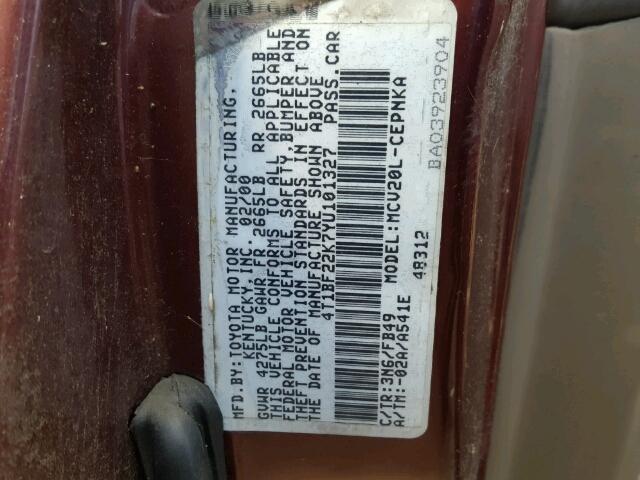 MFD.BY:TOYOTA MOTOR MANUFACTURING,
KENTUCKY, INC. 02/00
GVWR 4275LB GAWR FR 2665LB RR 2665LB
THIS VEHICLE CONFORMS TO ALL APPLICABLE
FEDERAL MOTOR VEHICLE SAFETY,BUMPER AND
THEFT PREVENTION STANDARDS IN EFFECT ON
THE DATE OF MANUFACTURE SHOWN ABOVE
4T1BF22K7YU101327 PASS.CAR
C/TR:3N6/FB49 MODEL:MCV20L-CEPNKA
A/TM:-02A/A541E 48312
BA03923904